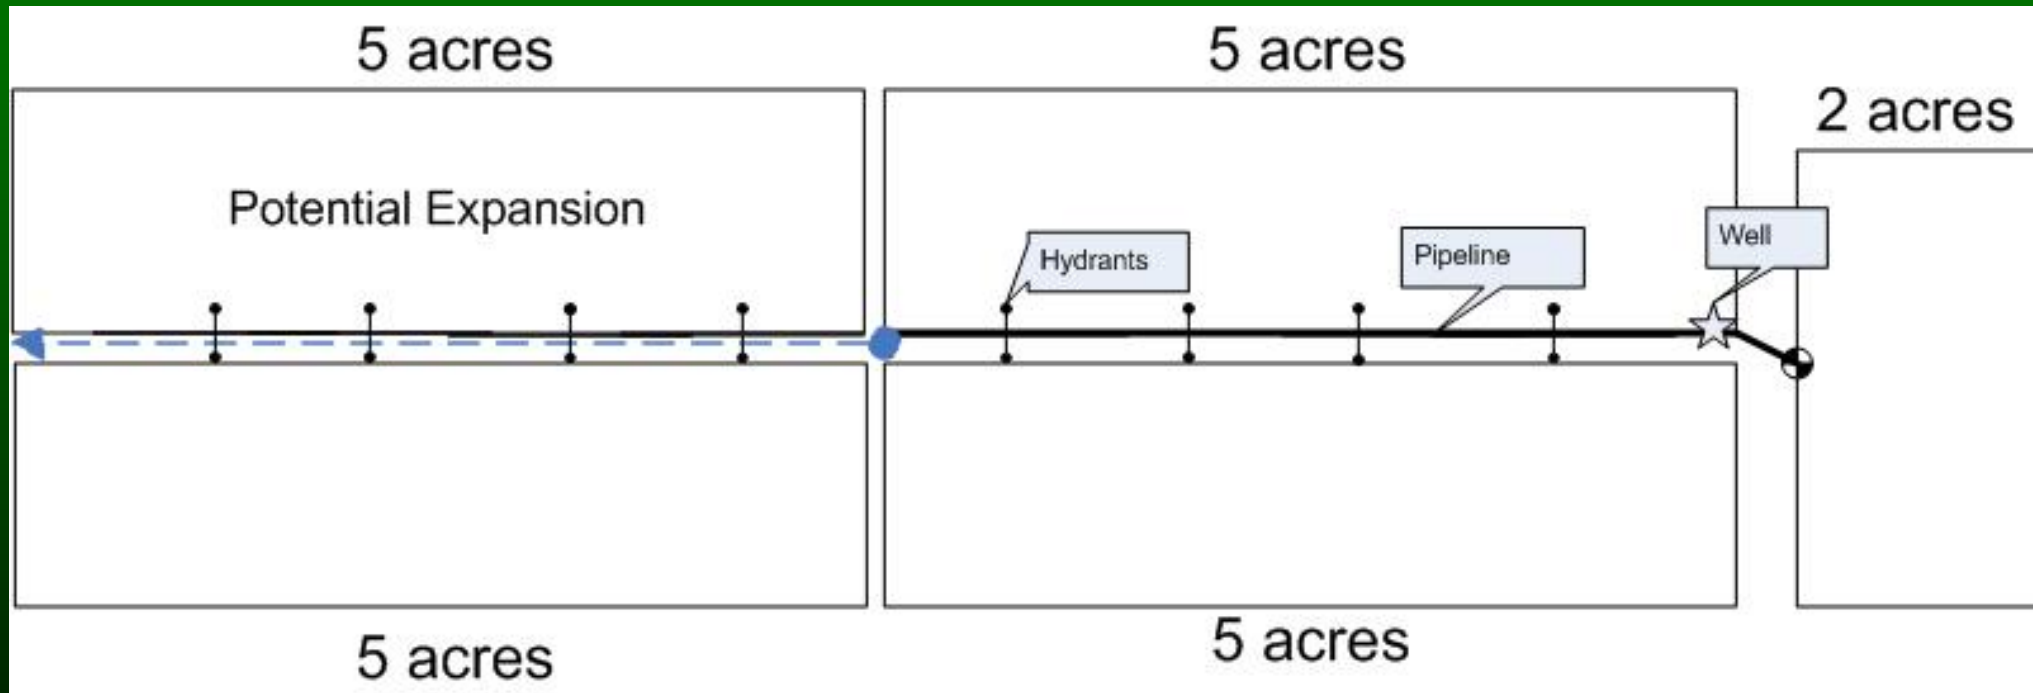 5 acres
5 acres
2 acres
Potential Expansion
Hydrants
Pipeline
Well
5 acres
5 acres